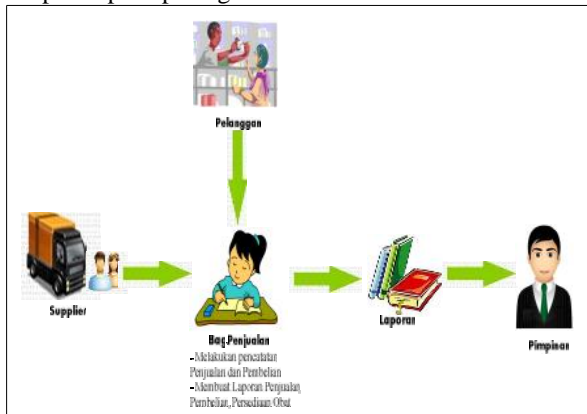 Pelanggan
Supplier
Bag.Penjualan
-Melakukan pencatatan
Penjualan dan Pembelian
-Membuat Laporan Penjualan,
Pembelian, Persediaan Obat
Laporan
Pimpinan